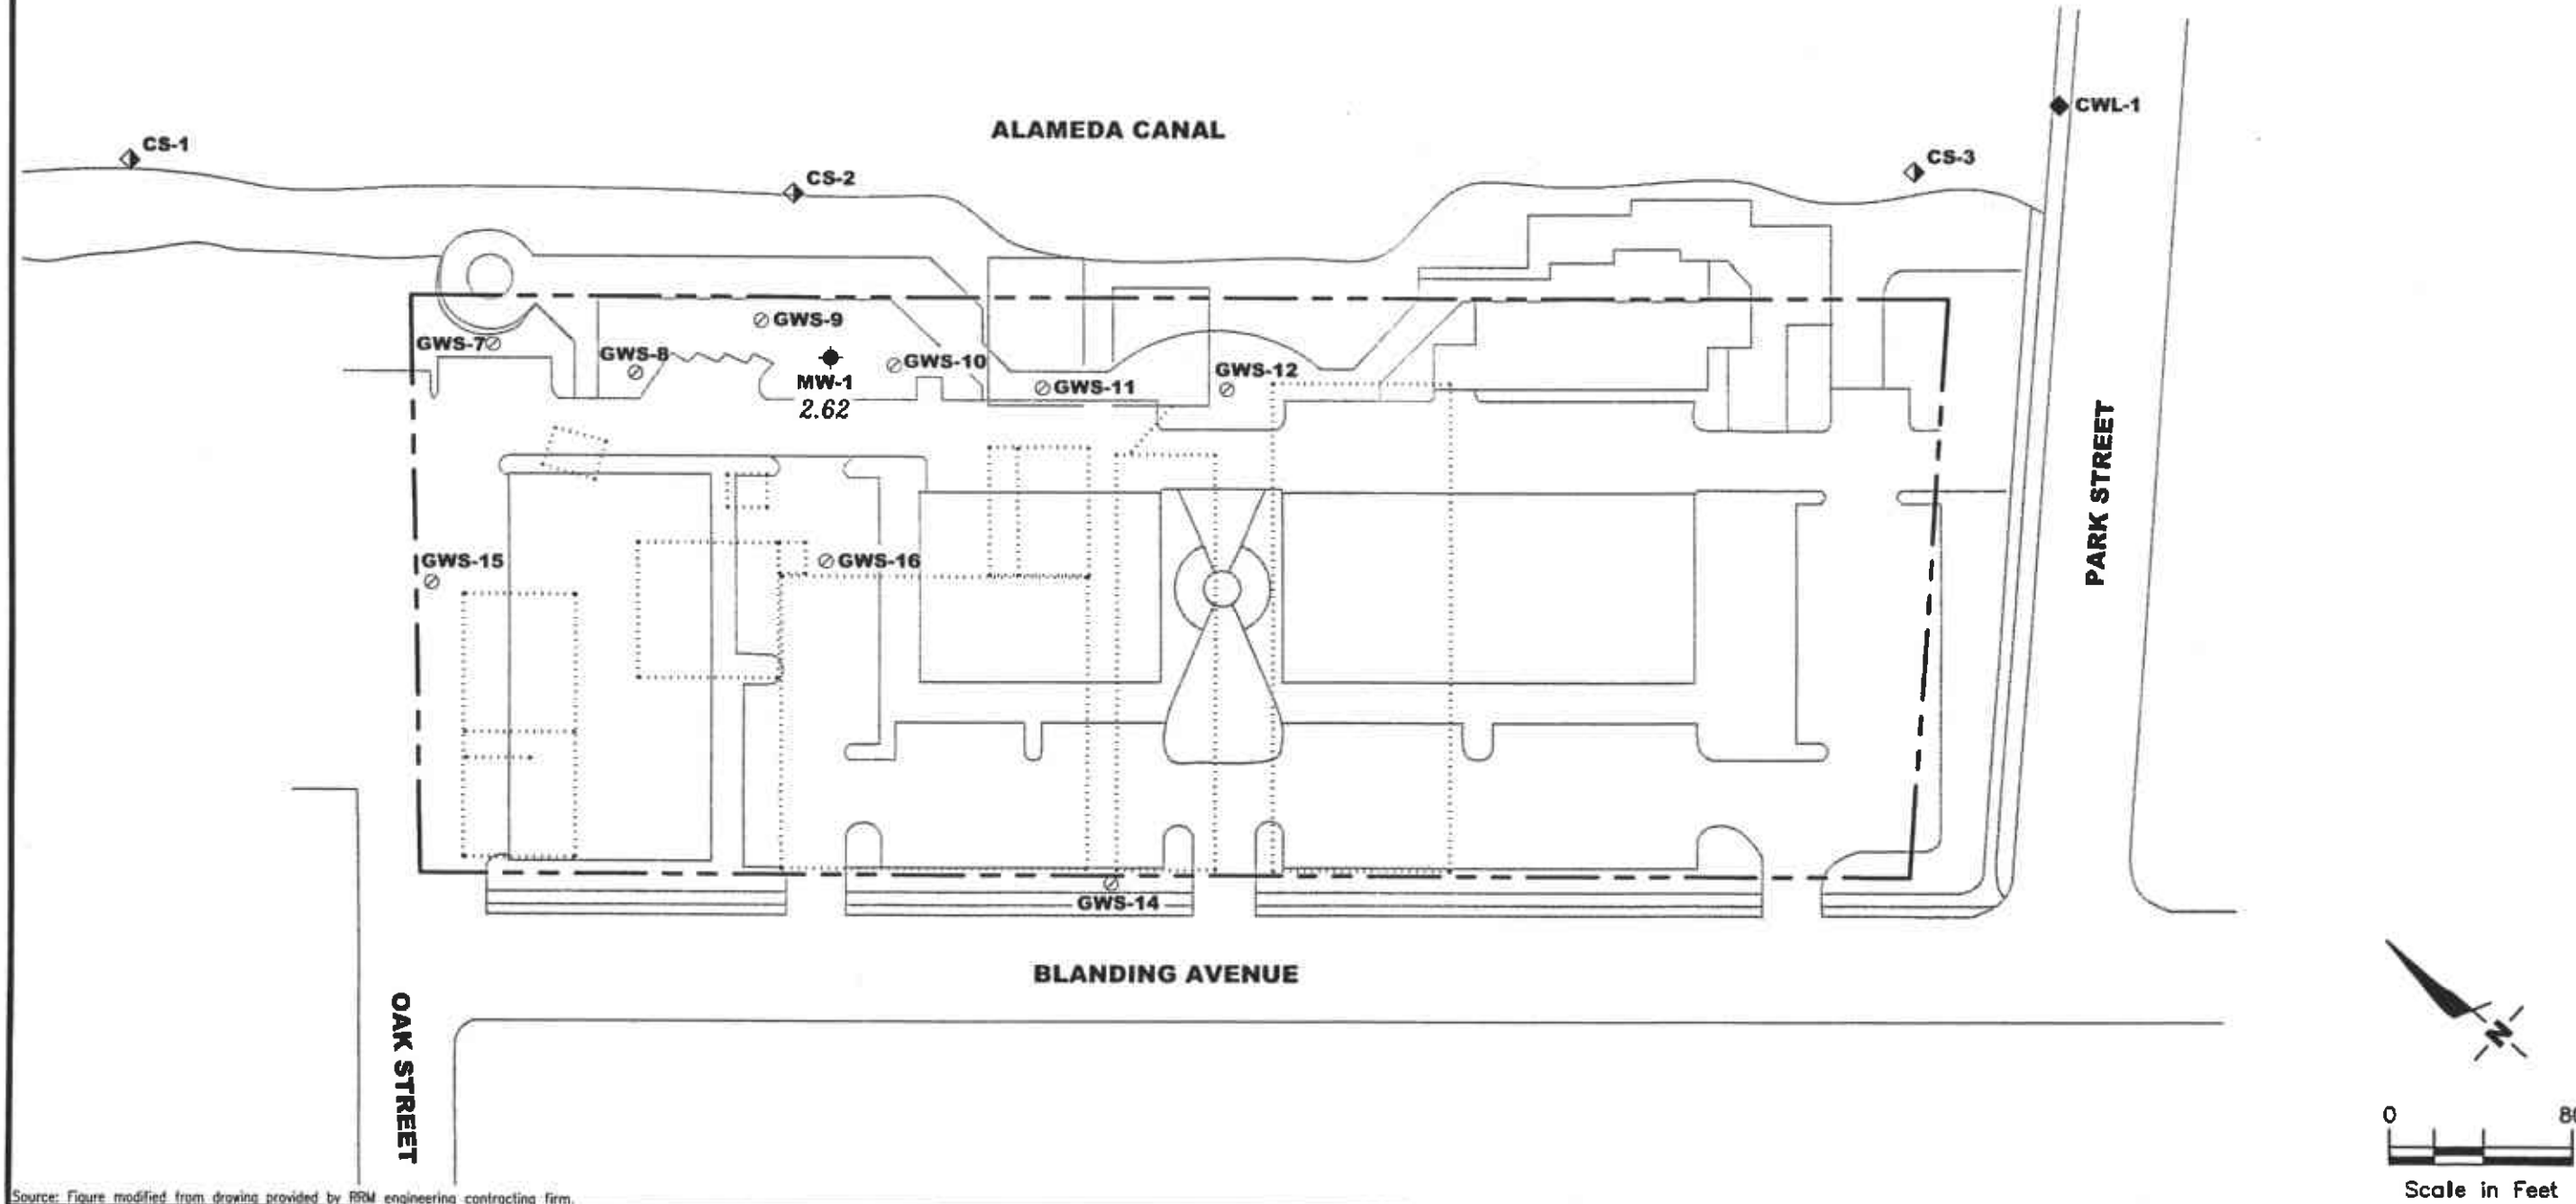 CWL-1
ALAMEDA CANAL
CS-1
CS-3
CS-2
GWS-9
GWS-7
GWS-8
GWS-10
GWS-12
MW-1
GWS-11
2.62
PARK STREET
GWS-15
GWS-16
GWS-14
BLANDING AVENUE
OAK STREET
N
0
Scale in Feet
Source: Figure modified from drawing provided by RRM engineering contracting firm.